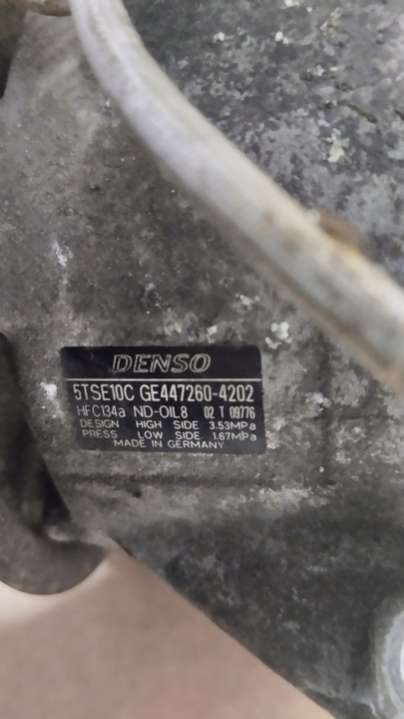 DENSO
5TSE10C GE447260-4202
HFC134a ND-OIL8 02 T 09776
DESIGN HIGH SIDE 3.53MPa
PRESS LOW SIDE 1.67MPa
MADE IN GERMANY